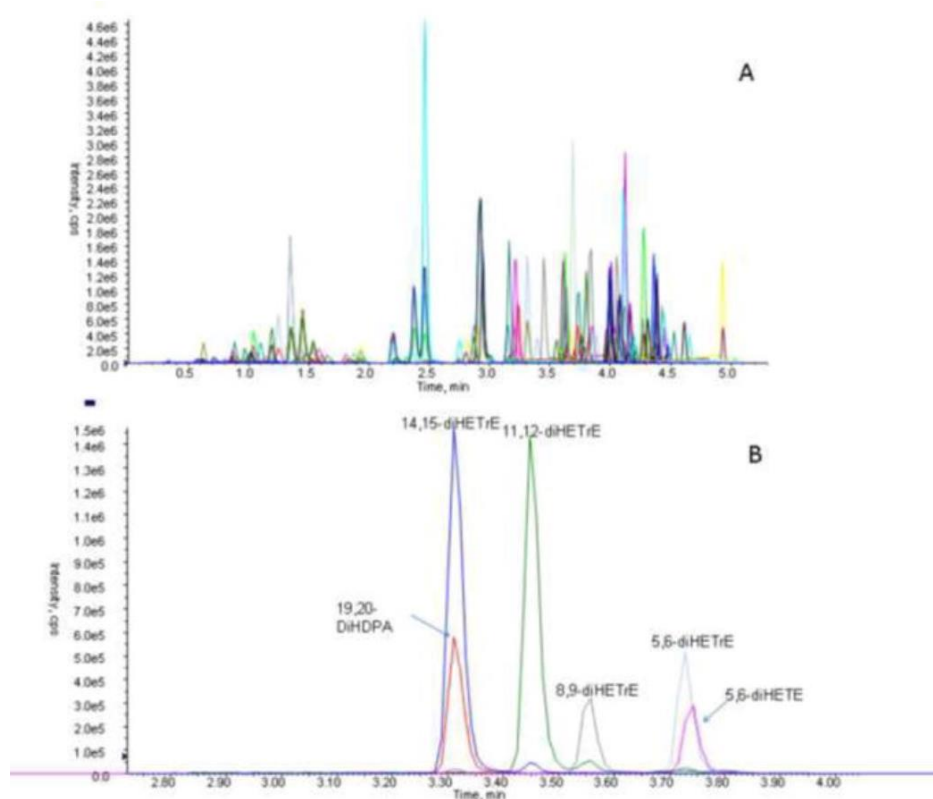 4.6e6
4.4e6
4.2e6
4.0e6
3.8e6
3.6e6
3.4e6
3.2e6
3.0e6
2.8e6
2.6e6
2.4e6
2.2e6
2.0e6
1.8e6
1.6e6
1.4e6
1.2e6
1.0e6
8.0e5
6.0e5
4.0e5
2.0e5
0.0
Intensity, cps
A
0.5 1.0 1.5 2.0 2.5 3.0 3.5 4.0 4.5 5.0
Time, min
14,15-diHETrE 11,12-diHETrE
1.5e6
1.4e6
1.2e6
1.1e6
1.0e6
9.0e5
8.0e5
7.0e5
6.0e5
5.0e5
4.0e5
3.0e5
2.0e5
1.0e5
0.0
Intensity, cps
B
19,20-
DiHDPA
5,6-diHETrE
8,9-diHETrE
5,6-diHETE
2.80 2.90 3.00 3.10 3.20 3.30 3.40 3.50 3.60 3.70 3.80 3.90 4.00
Time, min